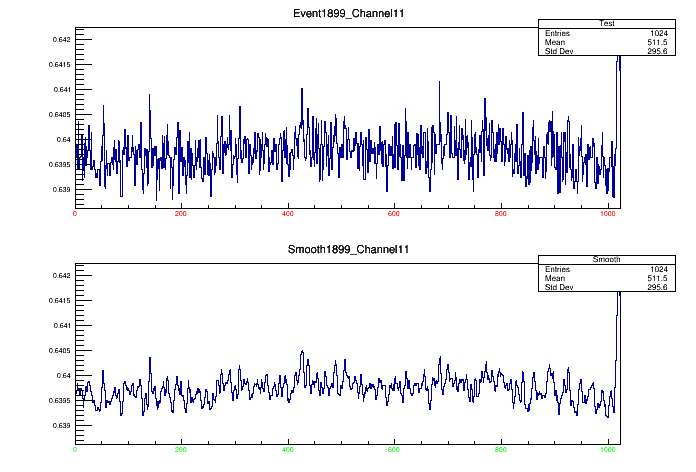 Event1899_Channel11
Test
Entries 1024
Mean 511.5
Std Dev 295.6
0.642
0.6415
0.641
0.6405
0.64
0.6395
0.639
0 200 400 600 800 1000
Smooth1899_Channel11
Smooth
Entries 1024
Mean 511.5
Std Dev 295.6
0.642
0.6415
0.641
0.6405
0.64
0.6395
0.639
0 200 400 600 800 1000